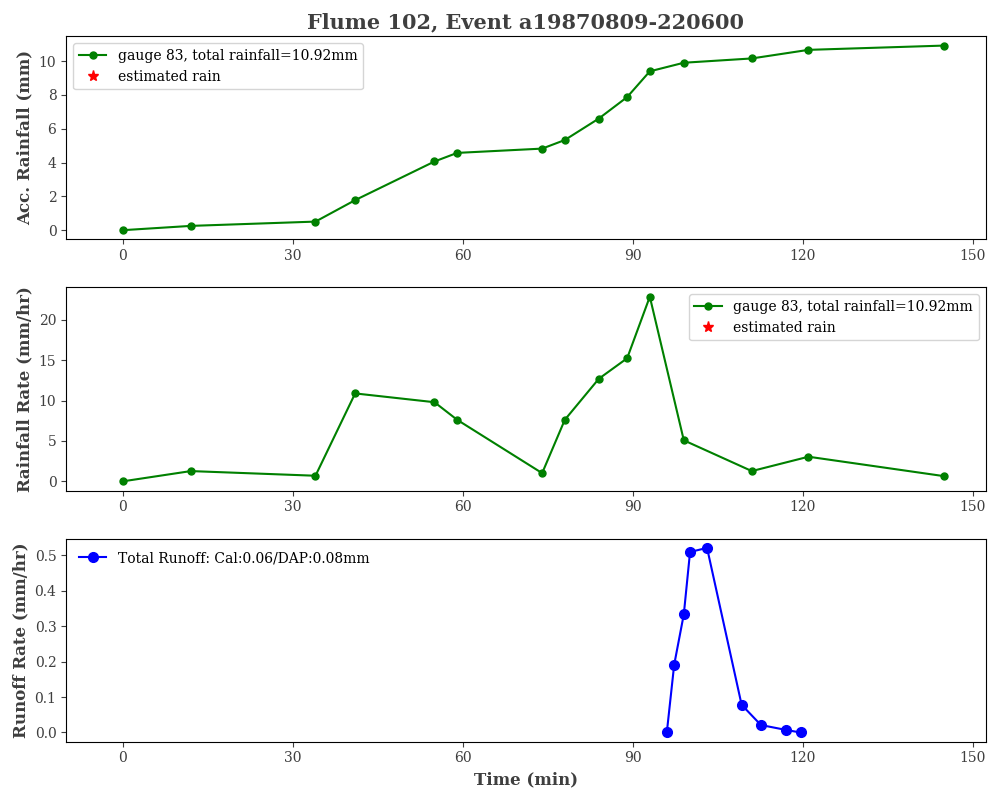 Flume 102, Event a19870809-220600
Acc. Rainfall (mm)
10
8
6
4
2
0
gauge 83, total rainfall=10.92mm
estimated rain
0 30 60 90 120 150
Rainfall Rate (mm/hr)
20
15
10
5
0
gauge 83, total rainfall=10.92mm
estimated rain
0 30 60 90 120 150
Runoff Rate (mm/hr)
0.5
0.4
0.3
0.2
0.1
0.0
Total Runoff: Cal:0.06/DAP:0.08mm
0 30 60 90 120 150
Time (min)